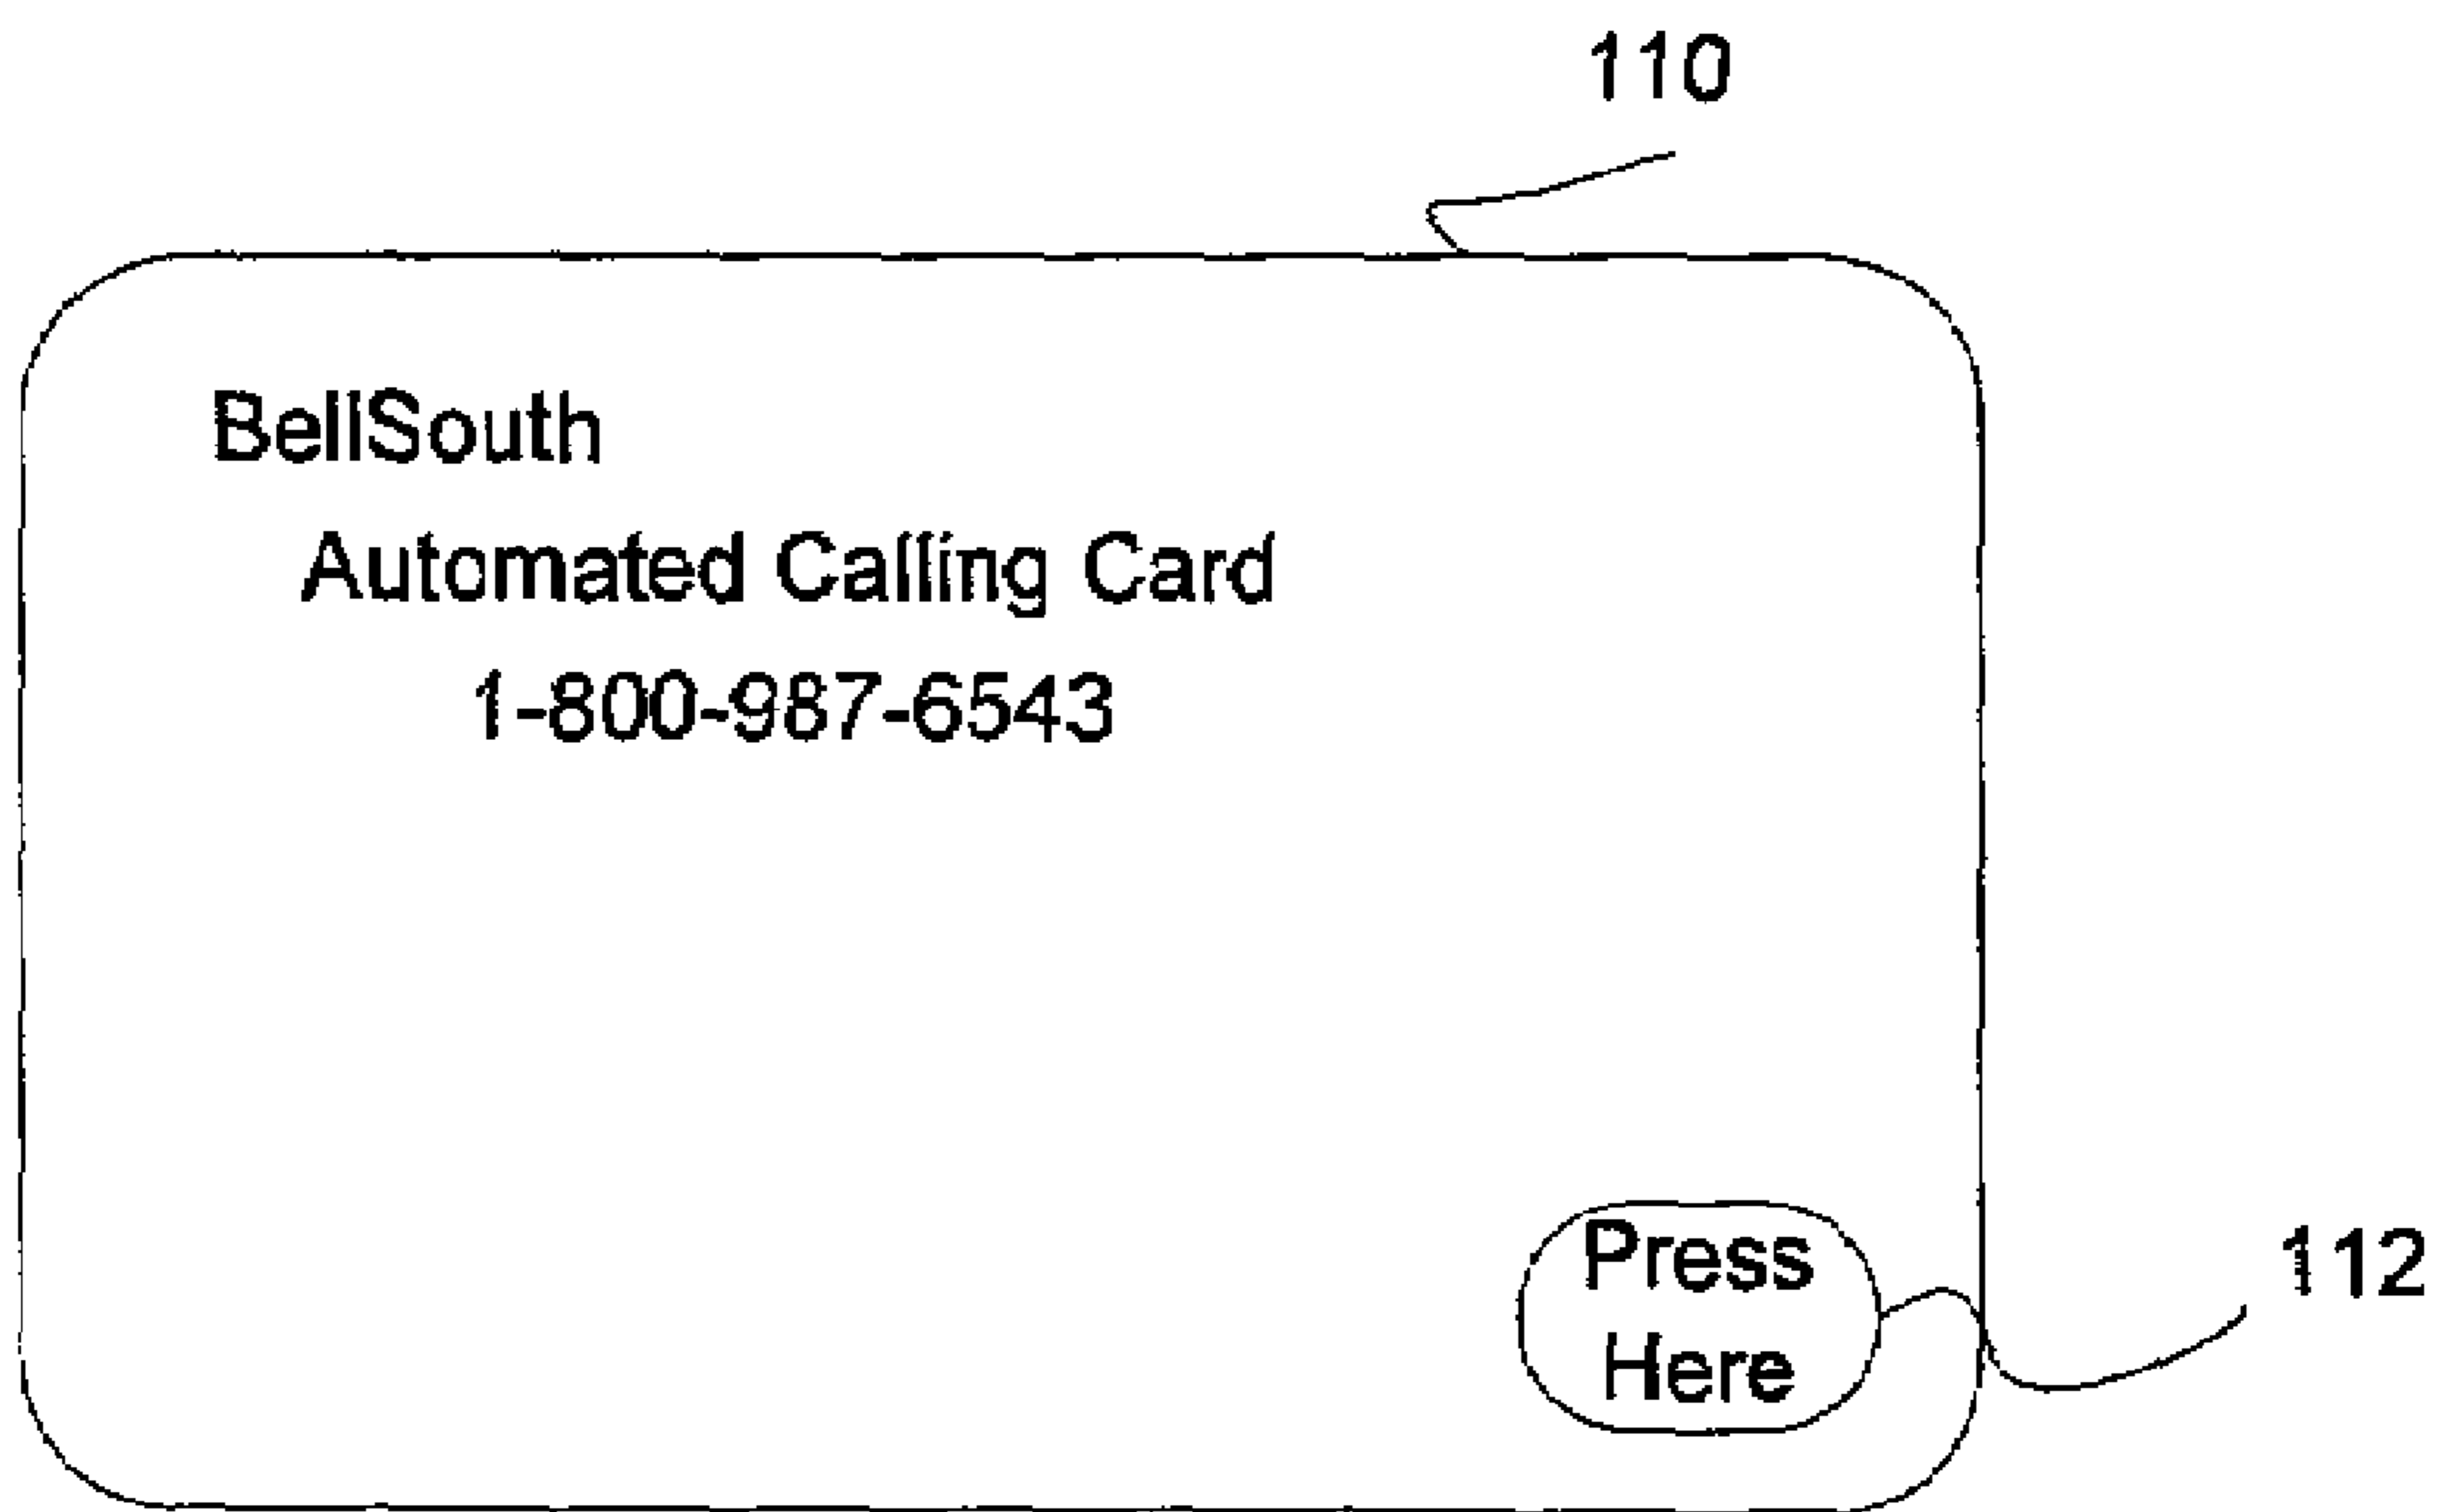 110
BellSouth
Automated Calling Card
1-800-987-6543
Press
Here
112